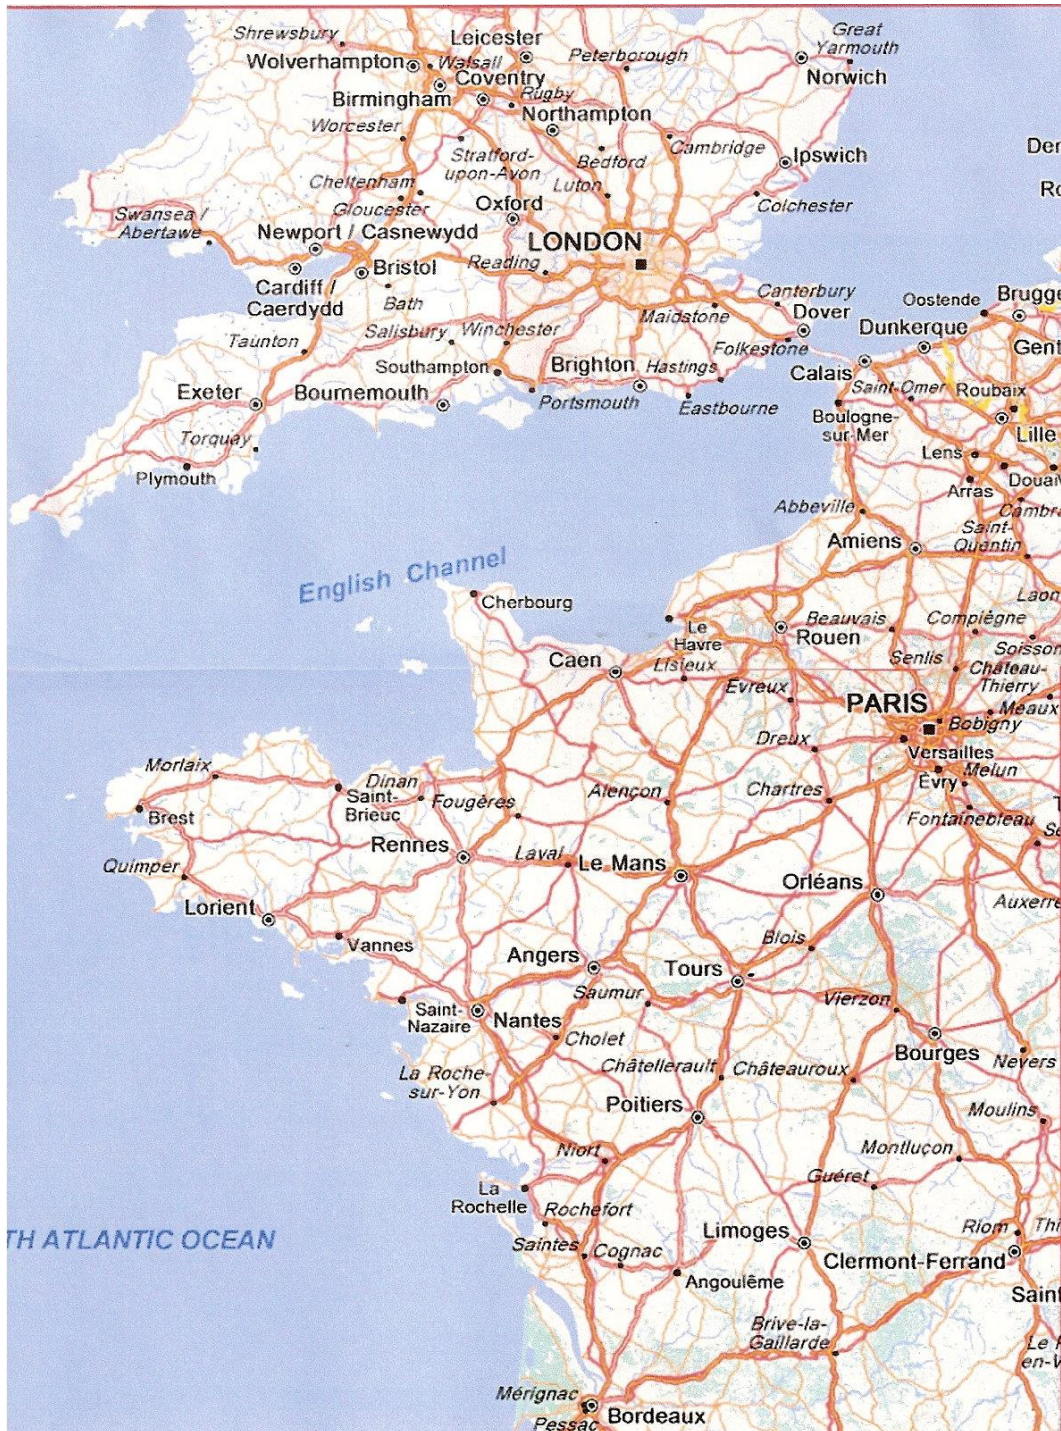 Shrewsbury
Leicester
Great
Yarmouth
Wolverhampton
Walsall
Peterborough
Norwich
Coventry
Birmingham
Rugby
Northampton
Worcester
Stratford-
upon-Avon
Bedford
Cambridge
Ipswich
Cheltenham
Luton
Gloucester
Oxford
Colchester
Swansea /
Abertawe
Newport / Casnewydd
LONDON
Bristol
Reading
Cardiff /
Caerdydd
Bath
Canterbury
Oostende
Maidstone
Dover
Dunkerque
Taunton
Salisbury
Winchester
Folkestone
Gent
Southampton
Brighton
Hastings
Calais
Saint-Omer
Roubaix
Exeter
Bournemouth
Portsmouth
Eastbourne
Boulogne-
sur-Mer
Lille
Torquay
Plymouth
Lens
Arras
Abbeville
Saint-
Quentin
Amiens
English Channel
Cherbourg
Le
Havre
Rouen
Beauvais
Compiègne
Caen
Lisieux
Senlis
Château-
Thierry
Evreux
PARIS
Meaux
Bobigny
Dreux
Versailles
Morlaix
Dinan
Évry
Melun
Saint-
Brieuc
Fougères
Alençon
Chartres
Brest
Fontainebleau
Rennes
Laval
Le Mans
Quimper
Orléans
Lorient
Vannes
Angers
Tours
Blois
Saint-
Nazaire
Nantes
Saumur
Vierzon
Cholet
Bourges
Nevers
La Roche-
sur-Yon
Châtellerault
Châteauroux
Poitiers
Moulins
Niort
Montluçon
Guéret
La
Rochelle
Rochefort
TH ATLANTIC OCEAN
Limoges
Riom
Saintes
Cognac
Clermont-Ferrand
Angoulême
Brive-la-
Gaillarde
Mérignac
Pessac
Bordeaux